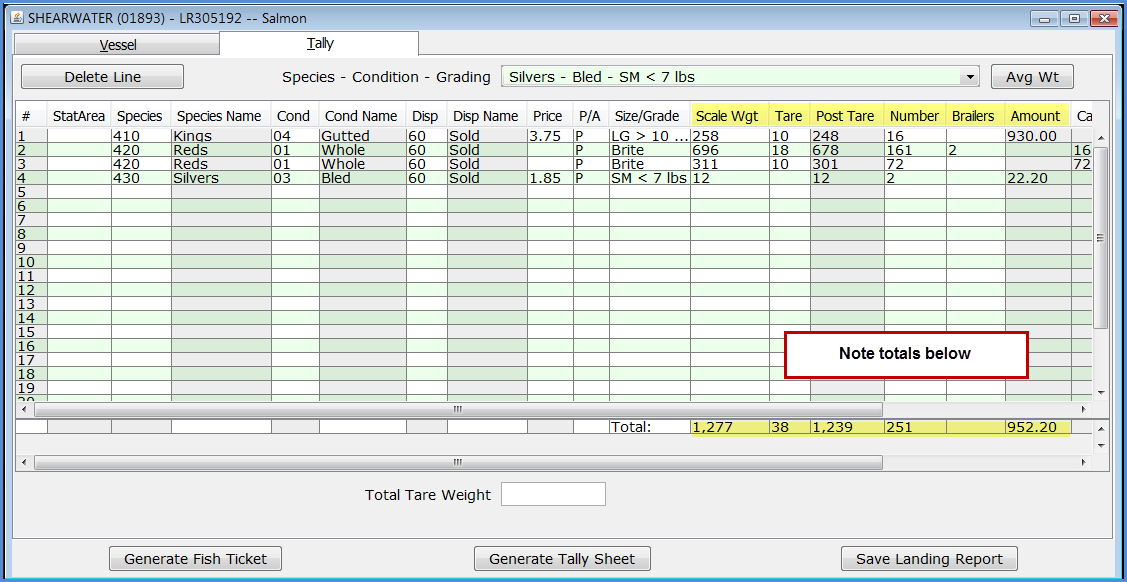 SHEARWATER (01893) - LR305192 -- Salmon
Vessel Tally
Delete Line Species - Condition - Grading Silvers - Bled - SM < 7 lbs Avg Wt
# StatArea Species Species Name Cond Cond Name Disp Disp Name Price P/A Size/Grade Scale Wgt Tare Post Tare Number Brailers Amount Ca
1 410 Kings 04 Gutted 60 Sold 3.75 P LG > 10 ... 258 10 248 16 930.00
2 420 Reds 01 Whole 60 Sold P Brite 696 18 678 161 2 16
3 420 Reds 01 Whole 60 Sold P Brite 311 10 301 72 72
4 430 Silvers 03 Bled 60 Sold 1.85 P SM < 7 lbs 12 12 2 22.20
5
6
7
8
9
10
11
12
13
14
15
16
17
18
19
20
Note totals below
Total: 1,277 38 1,239 251 952.20
Total Tare Weight
Generate Fish Ticket Generate Tally Sheet Save Landing Report